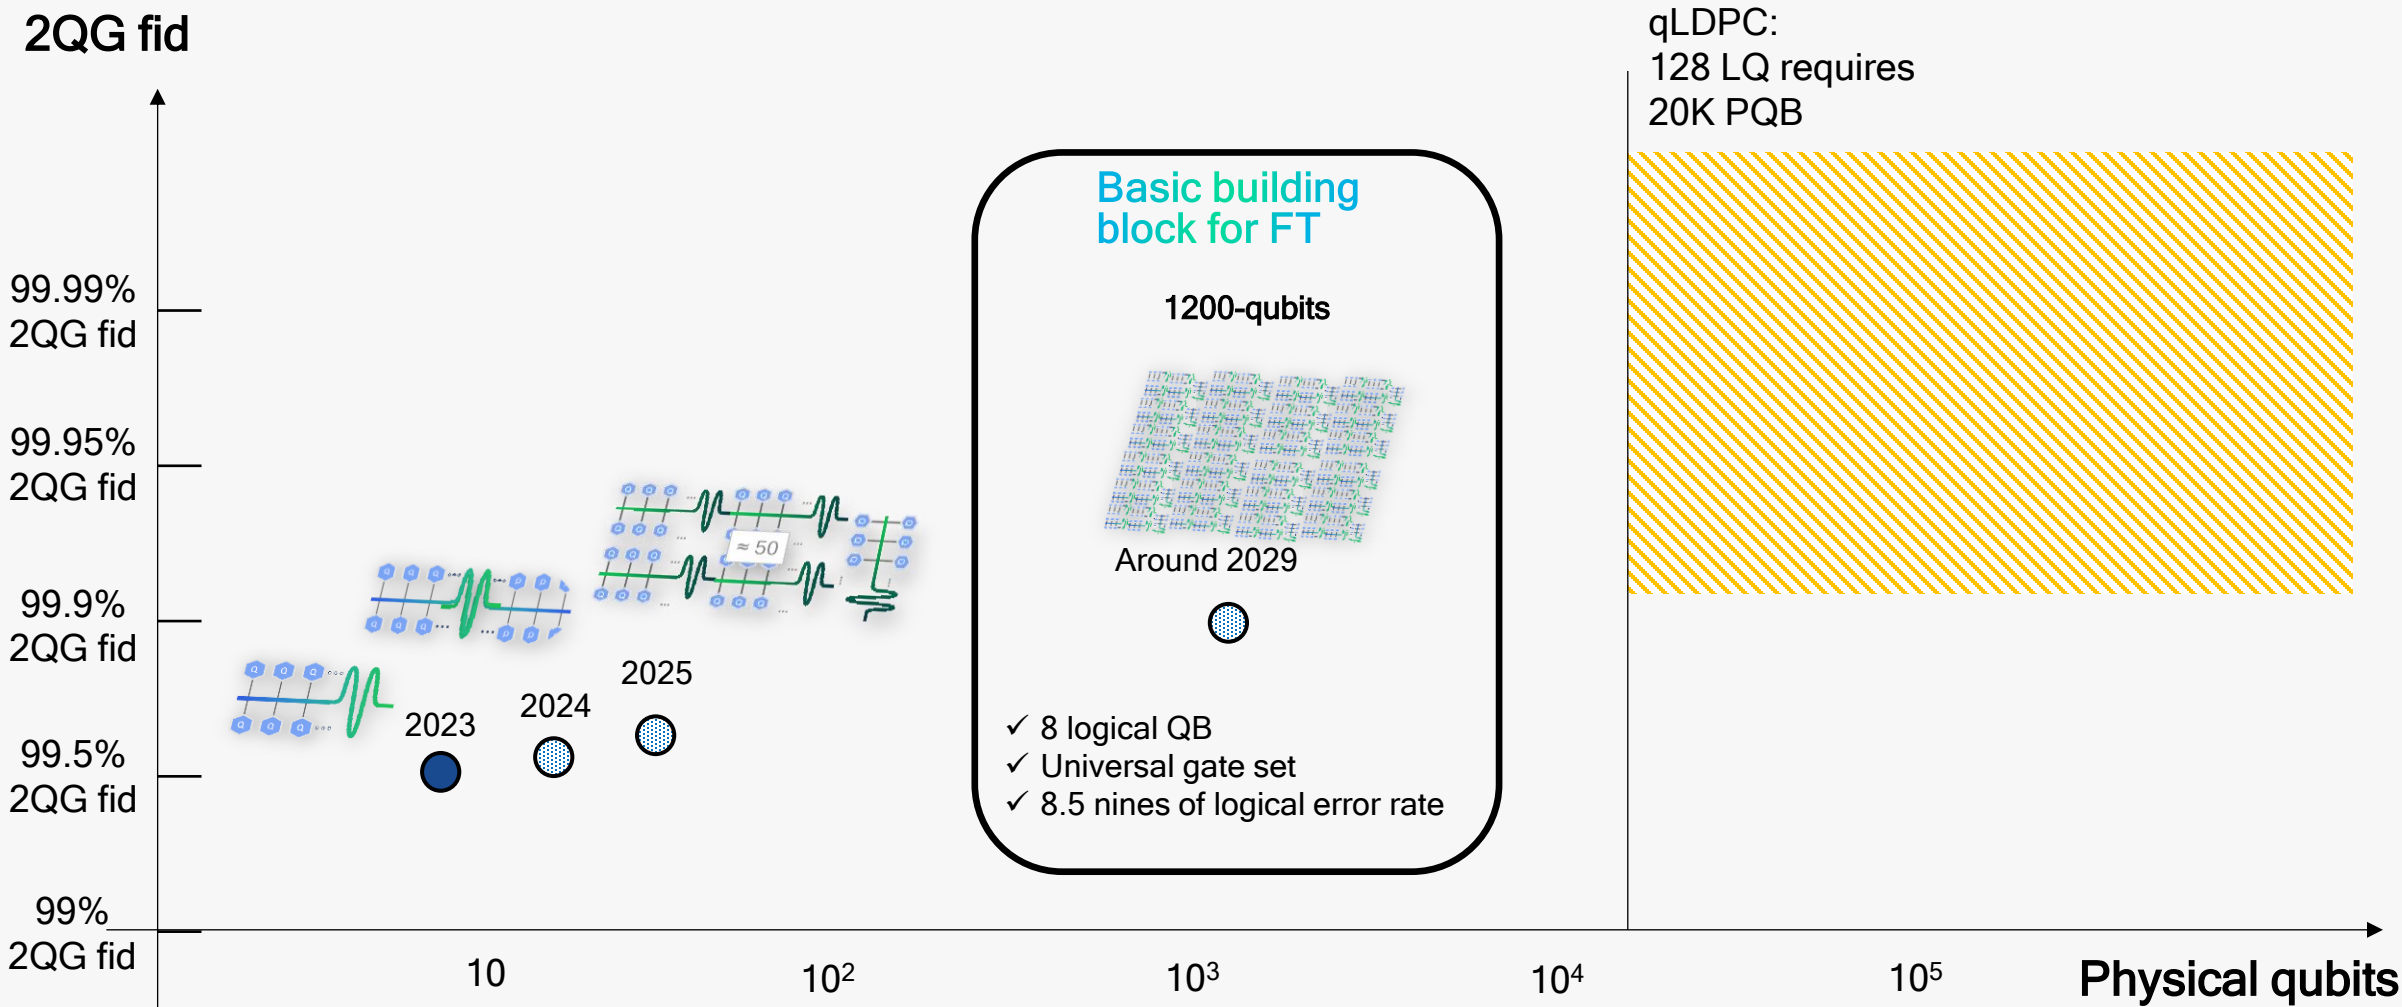 2QG fid
qLDPC:
128 LQ requires
20K PQB
Basic building
block for FT
1200-qubits
99.99%
2QG fid
99.95%
2QG fid
≈ 50
Around 2029
99.9%
2QG fid
2025
2024
2023
99.5%
2QG fid
✓ 8 logical QB
✓ Universal gate set
✓ 8.5 nines of logical error rate
99%
2QG fid
10
10²
10³
10⁴
10⁵
Physical qubits